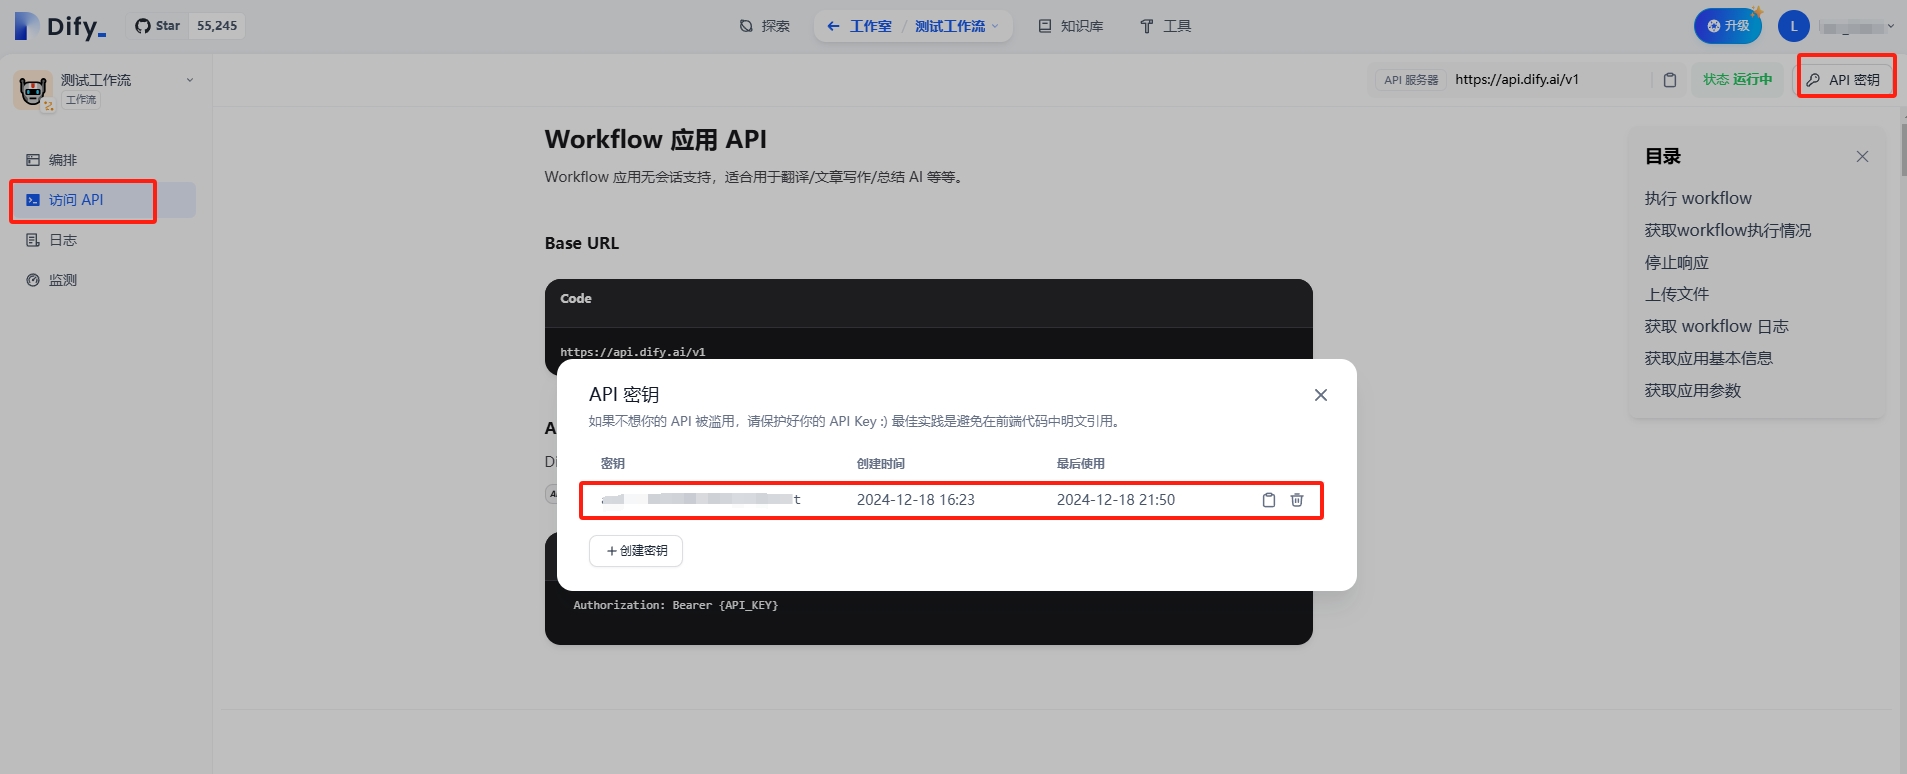 Dify_
Star 55,245
探索
工作室 / 测试工作流
知识库
工具
升级
L
测试工作流
工作流
API 服务器 https://api.dify.ai/v1
状态 运行中
API 密钥
编排
访问 API
日志
监测
Workflow 应用 API
Workflow 应用无会话支持，适合用于翻译/文章写作/总结 AI 等等。
Base URL
Code
https://api.dify.ai/v1
目录
执行 workflow
获取workflow执行情况
停止响应
上传文件
获取 workflow 日志
获取应用基本信息
获取应用参数
API 密钥
如果不想你的 API 被滥用，请保护好你的 API Key :) 最佳实践是避免在前端代码中明文引用。
密钥 创建时间 最后使用
t 2024-12-18 16:23 2024-12-18 21:50
+创建密钥
Authorization: Bearer {API_KEY}